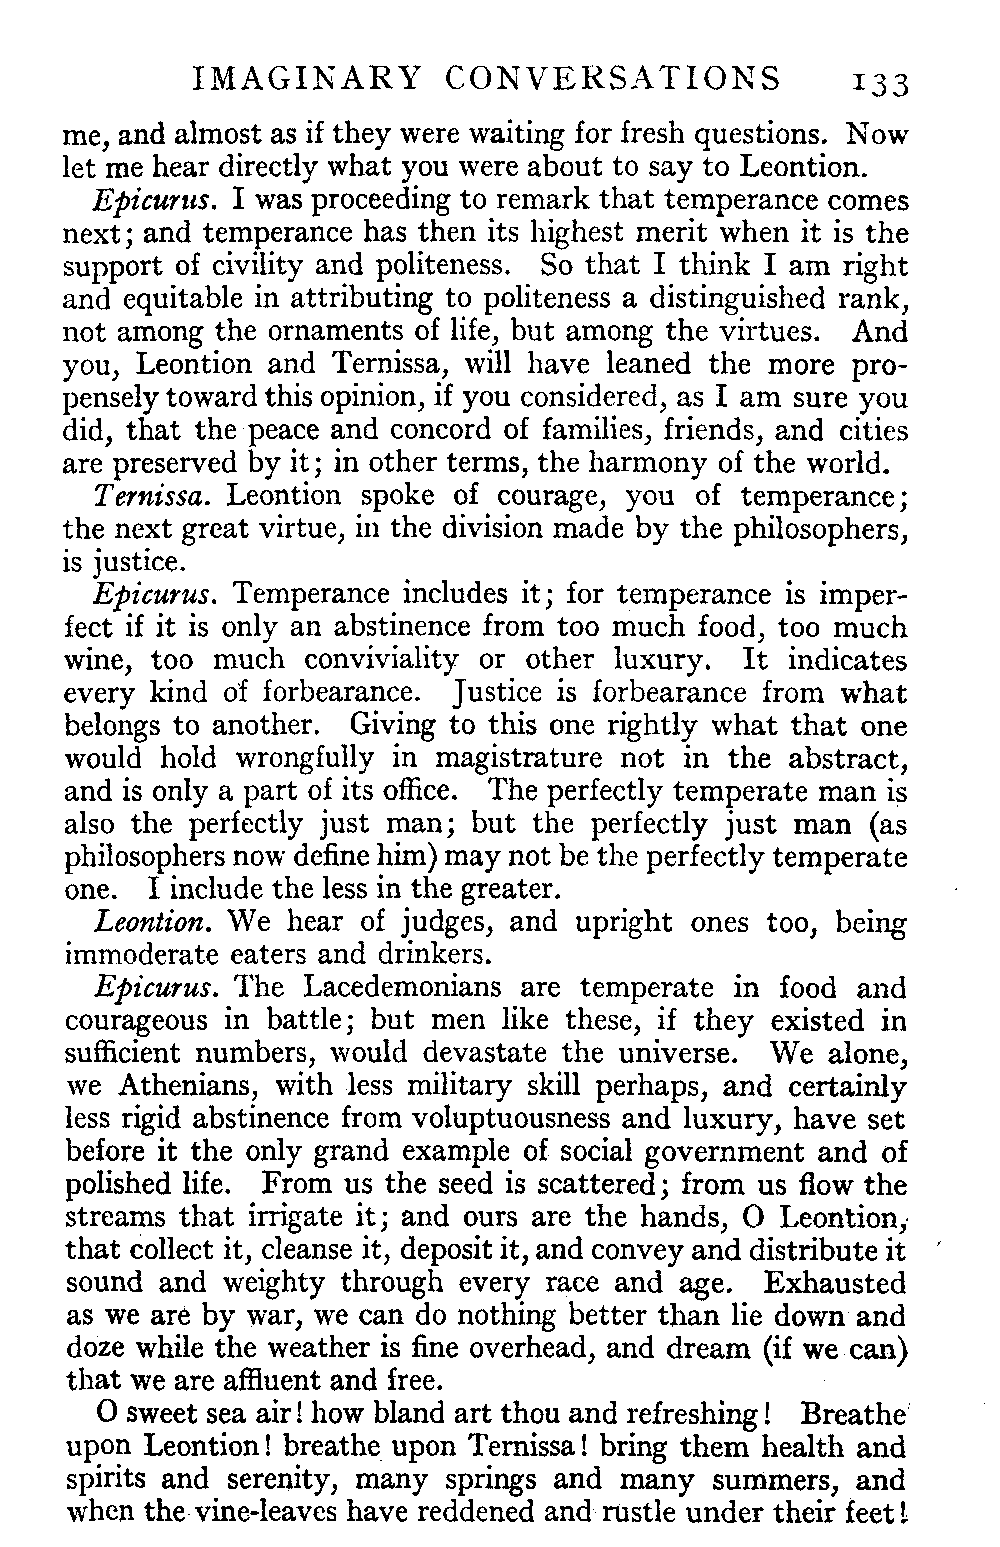 IMAGINARY CONVERSATIONS 133
me, and almost as if they were waiting for fresh questions. Now
let me hear directly what you were about to say to Leontion.
Epicurus. I was proceeding to remark that temperance comes
next; and temperance has then its highest merit when it is the
support of civility and politeness. So that I think I am right
and equitable in attributing to politeness a distinguished rank,
not among the ornaments of life, but among the virtues. And
you, Leontion and Ternissa, will have leaned the more pro-
pensely toward this opinion, if you considered, as I am sure you
did, that the peace and concord of families, friends, and cities
are preserved by it; in other terms, the harmony of the world.
Ternissa. Leontion spoke of courage, you of temperance;
the next great virtue, in the division made by the philosophers,
is justice.
Epicurus. Temperance includes it; for temperance is imper-
fect if it is only an abstinence from too much food, too much
wine, too much conviviality or other luxury. It indicates
every kind of forbearance. Justice is forbearance from what
belongs to another. Giving to this one rightly what that one
would hold wrongfully in magistrature not in the abstract,
and is only a part of its office. The perfectly temperate man is
also the perfectly just man; but the perfectly just man (as
philosophers now define him) may not be the perfectly temperate
one. I include the less in the greater.
Leontion. We hear of judges, and upright ones too, being
immoderate eaters and drinkers.
Epicurus. The Lacedemonians are temperate in food and
courageous in battle; but men like these, if they existed in
sufficient numbers, would devastate the universe. We alone,
we Athenians, with less military skill perhaps, and certainly
less rigid abstinence from voluptuousness and luxury, have set
before it the only grand example of social government and of
polished life. From us the seed is scattered; from us flow the
streams that irrigate it; and ours are the hands, O Leontion,
that collect it, cleanse it, deposit it, and convey and distribute it
sound and weighty through every race and age. Exhausted
as we are by war, we can do nothing better than lie down and
doze while the weather is fine overhead, and dream (if we can)
that we are affluent and free.
O sweet sea air! how bland art thou and refreshing! Breathe
upon Leontion! breathe upon Ternissa! bring them health and
spirits and serenity, many springs and many summers, and
when the vine-leaves have reddened and rustle under their feet!